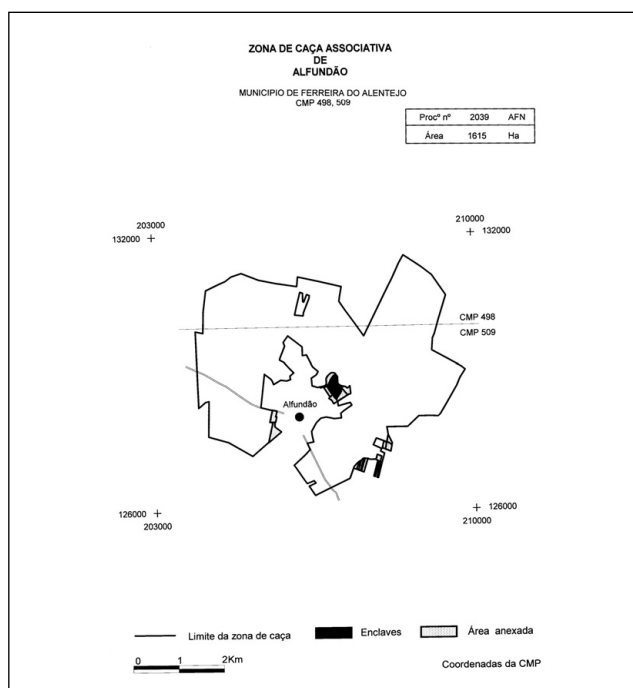 ZONA DE CAÇA ASSOCIATIVA
DE
ALFUNDÃO
MUNICIPIO DE FERREIRA DO ALENTEJO
CMP 498, 509
Procº nº 2039 AFN
Área 1615 Ha
203000
132000
210000
132000
CMP 498
CMP 509
Alfundão
126000
203000
126000
210000
Limite da zona de caça
Enclaves
Área anexada
0 1 2Km
Coordenadas da CMP